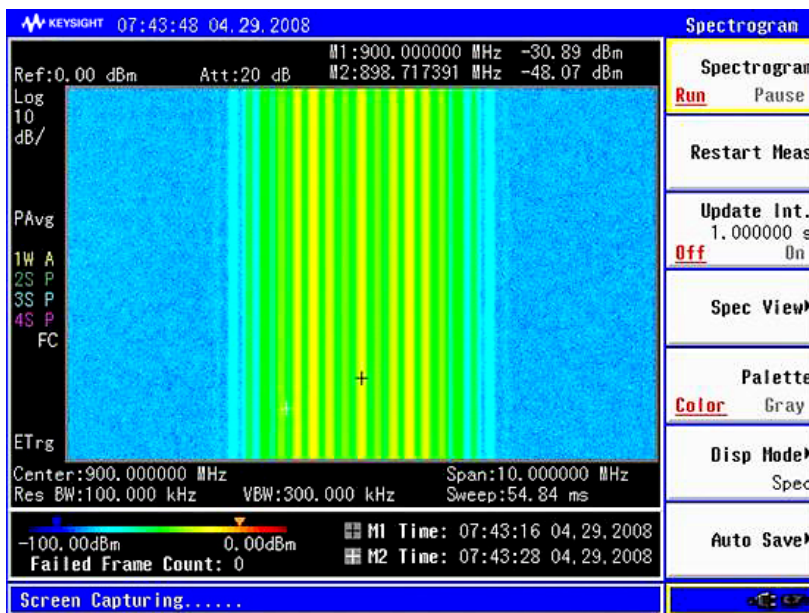 KEYSIGHT 07:43:48 04.29.2008
Spectrogram
M1:900.000000 MHz -30.89 dBm
Ref:0.00 dBm Att:20 dB M2:898.717391 MHz -48.07 dBm
Log
10
dB/
PAvg
1W A
2S P
3S P
4S P
FC
ETrg
Center:900.000000 MHz Span:10.000000 MHz
Res BW:100.000 kHz VBW:300.000 kHz Sweep:54.84 ms
-100.00dBm 0.00dBm
Failed Frame Count: 0
M1 Time: 07:43:16 04.29.2008
M2 Time: 07:43:28 04.29.2008
Screen Capturing......
Spectrogram
Run Pause
Restart Meas
Update Int.
1.000000 s
Off On
Spec View
Palette
Color Gray
Disp Mode
Spec
Auto Save